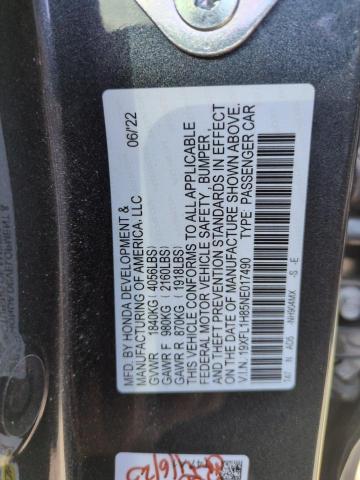 MFD. BY HONDA DEVELOPMENT & 06/'22
MANUFACTURING OF AMERICA, LLC
GVWR 1840KG ( 4056LBS)
GAWR F 980KG ( 2160LBS)
GAWR R 870KG ( 1918LBS)
THIS VEHICLE CONFORMS TO ALL APPLICABLE
FEDERAL MOTOR VEHICLE SAFETY, BUMPER ,
AND THEFT PREVENTION STANDARDS IN EFFECT
ON THE DATE OF MANUFACTURE SHOWN ABOVE.
V.I.N. : 19XFL1H85NE017490 TYPE : PASSENGER CAR
T47 N AD5 -NH904MX -S -E